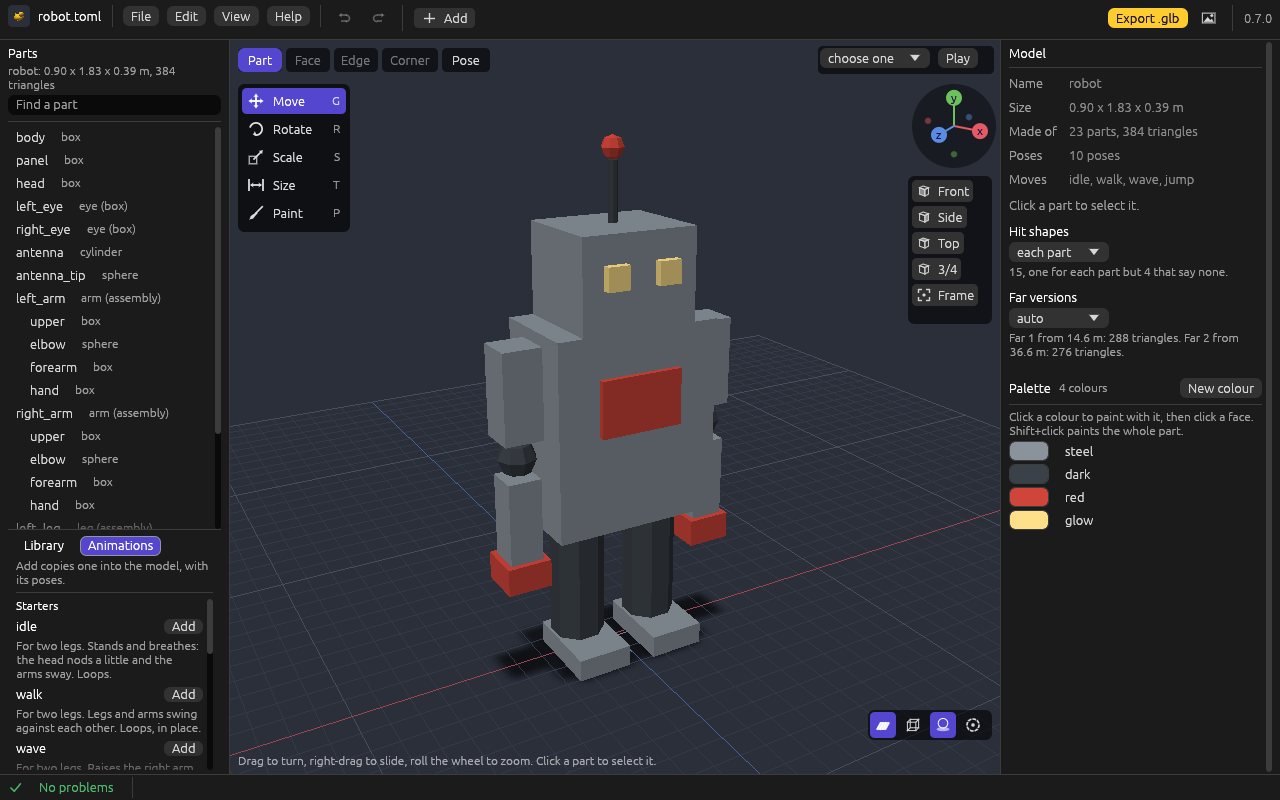 robot.toml File Edit View Help Add Export .glb 0.7.0
Parts
robot: 0.90 x 1.83 x 0.39 m, 384
triangles
Find a part
body box
panel box
head box
left_eye eye (box)
right_eye eye (box)
antenna cylinder
antenna_tip sphere
left_arm arm (assembly)
upper box
elbow sphere
forearm box
hand box
right_arm arm (assembly)
upper box
elbow sphere
forearm box
hand box
left_leg leg (assembly)
Library Animations
Add copies one into the model, with
its poses.
Starters
idle Add
For two legs. Stands and breathes:
the head nods a little and the
arms sway. Loops.
walk Add
For two legs. Legs and arms swing
against each other. Loops, in place.
wave Add
For two legs. Raises the right arm
Part Face Edge Corner Pose
Move G
Rotate R
Scale S
Size T
Paint P
choose one Play
y
x
z
Front
Side
Top
3/4
Frame
Drag to turn, right-drag to slide, roll the wheel to zoom. Click a part to select it.
Model
Name robot
Size 0.90 x 1.83 x 0.39 m
Made of 23 parts, 384 triangles
Poses 10 poses
Moves idle, walk, wave, jump
Click a part to select it.
Hit shapes
each part
15, one for each part but 4 that say none.
Far versions
auto
Far 1 from 14.6 m: 288 triangles. Far 2 from
36.6 m: 276 triangles.
Palette 4 colours New colour
Click a colour to paint with it, then click a face.
Shift+click paints the whole part.
steel
dark
red
glow
No problems